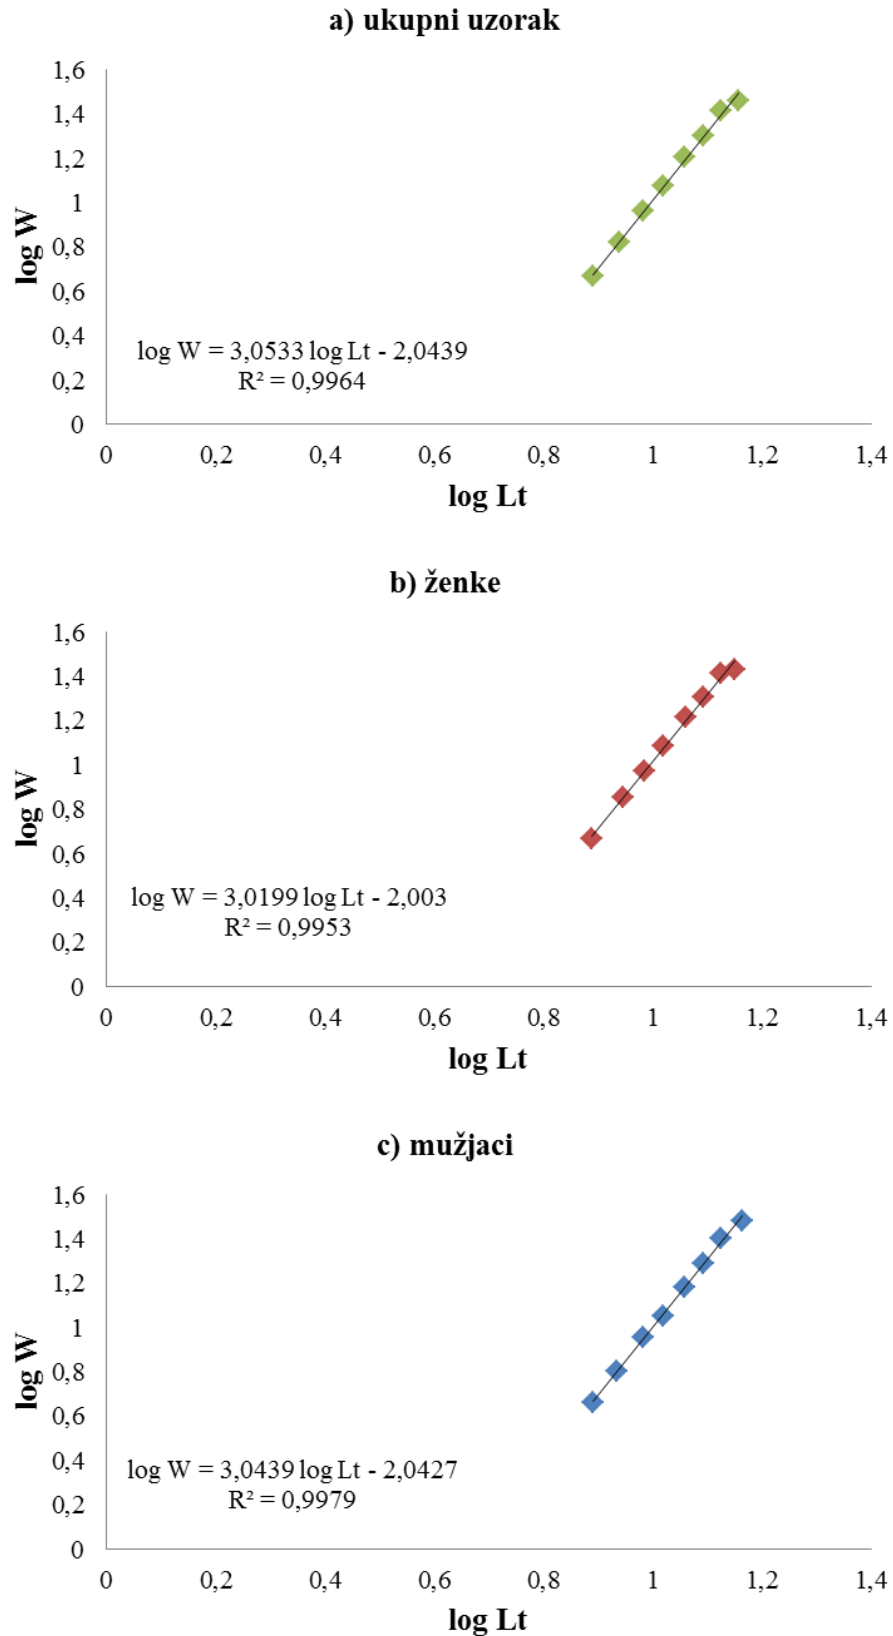 a) ukupni uzorak
1,6
1,4
1,2
1
0,8
0,6
0,4
0,2
0
log W
log W = 3,0533 log Lt - 2,0439
R² = 0,9964
0 0,2 0,4 0,6 0,8 1 1,2 1,4
log Lt
b) ženke
1,6
1,4
1,2
1
0,8
0,6
0,4
0,2
0
log W
log W = 3,0199 log Lt - 2,003
R² = 0,9953
0 0,2 0,4 0,6 0,8 1 1,2 1,4
log Lt
c) mužjaci
1,6
1,4
1,2
1
0,8
0,6
0,4
0,2
0
log W
log W = 3,0439 log Lt - 2,0427
R² = 0,9979
0 0,2 0,4 0,6 0,8 1 1,2 1,4
log Lt